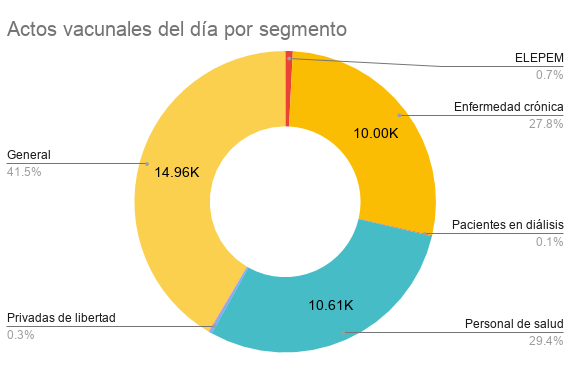 Actos vacunales del día por segmento
ELEPEM
0.7%
Enfermedad crónica
27.8%
10.00K
General
41.5%
14.96K
Pacientes en diálisis
0.1%
10.61K
Privadas de libertad
0.3%
Personal de salud
29.4%